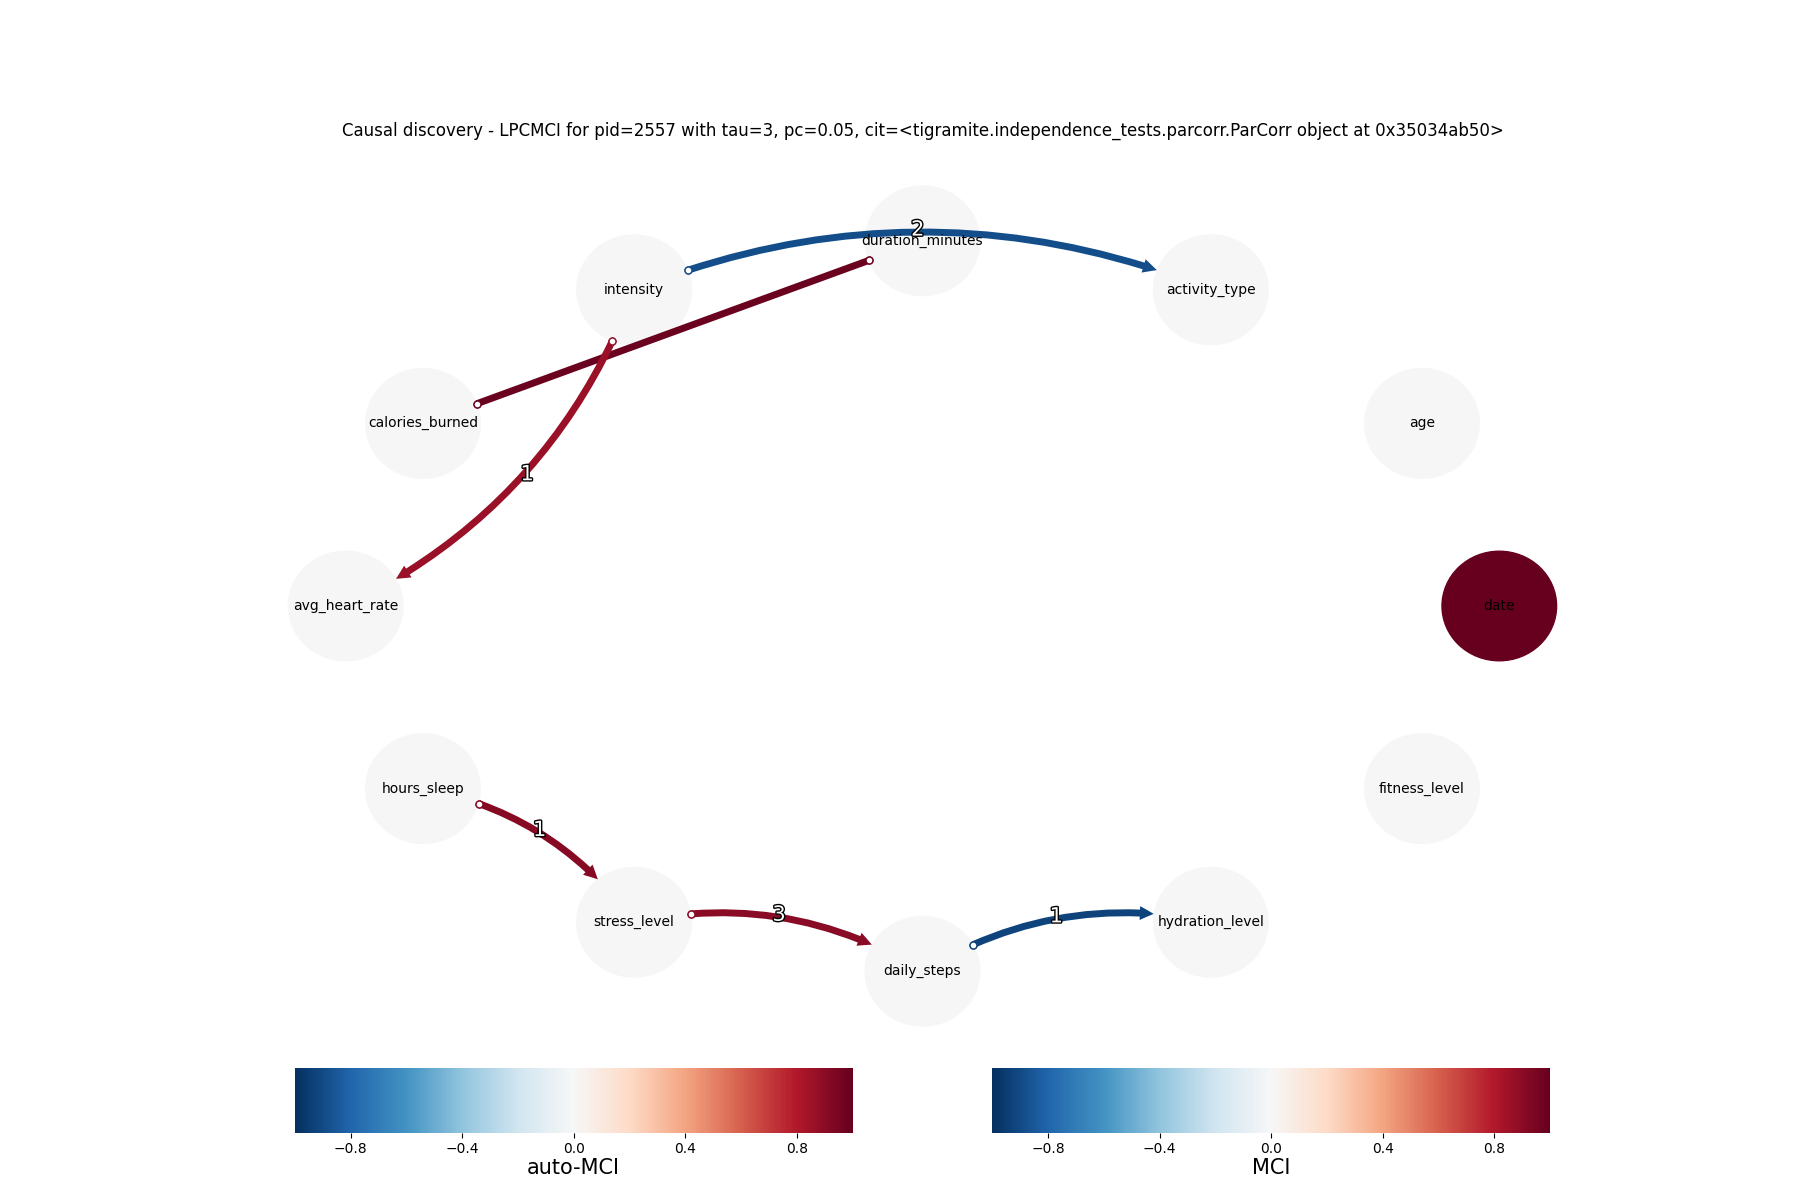 Causal discovery - LPCMCI for pid=2557 with tau=3, pc=0.05, cit=<tigramite.independence_tests.parcorr.ParCorr object at 0x35034ab50>
2
duration_minutes
intensity
activity_type
calories_burned
age
1
avg_heart_rate
date
hours_sleep
fitness_level
1
stress_level
3
1
hydration_level
daily_steps
−0.8 −0.4 0.0 0.4 0.8
auto-MCI
−0.8 −0.4 0.0 0.4 0.8
MCI